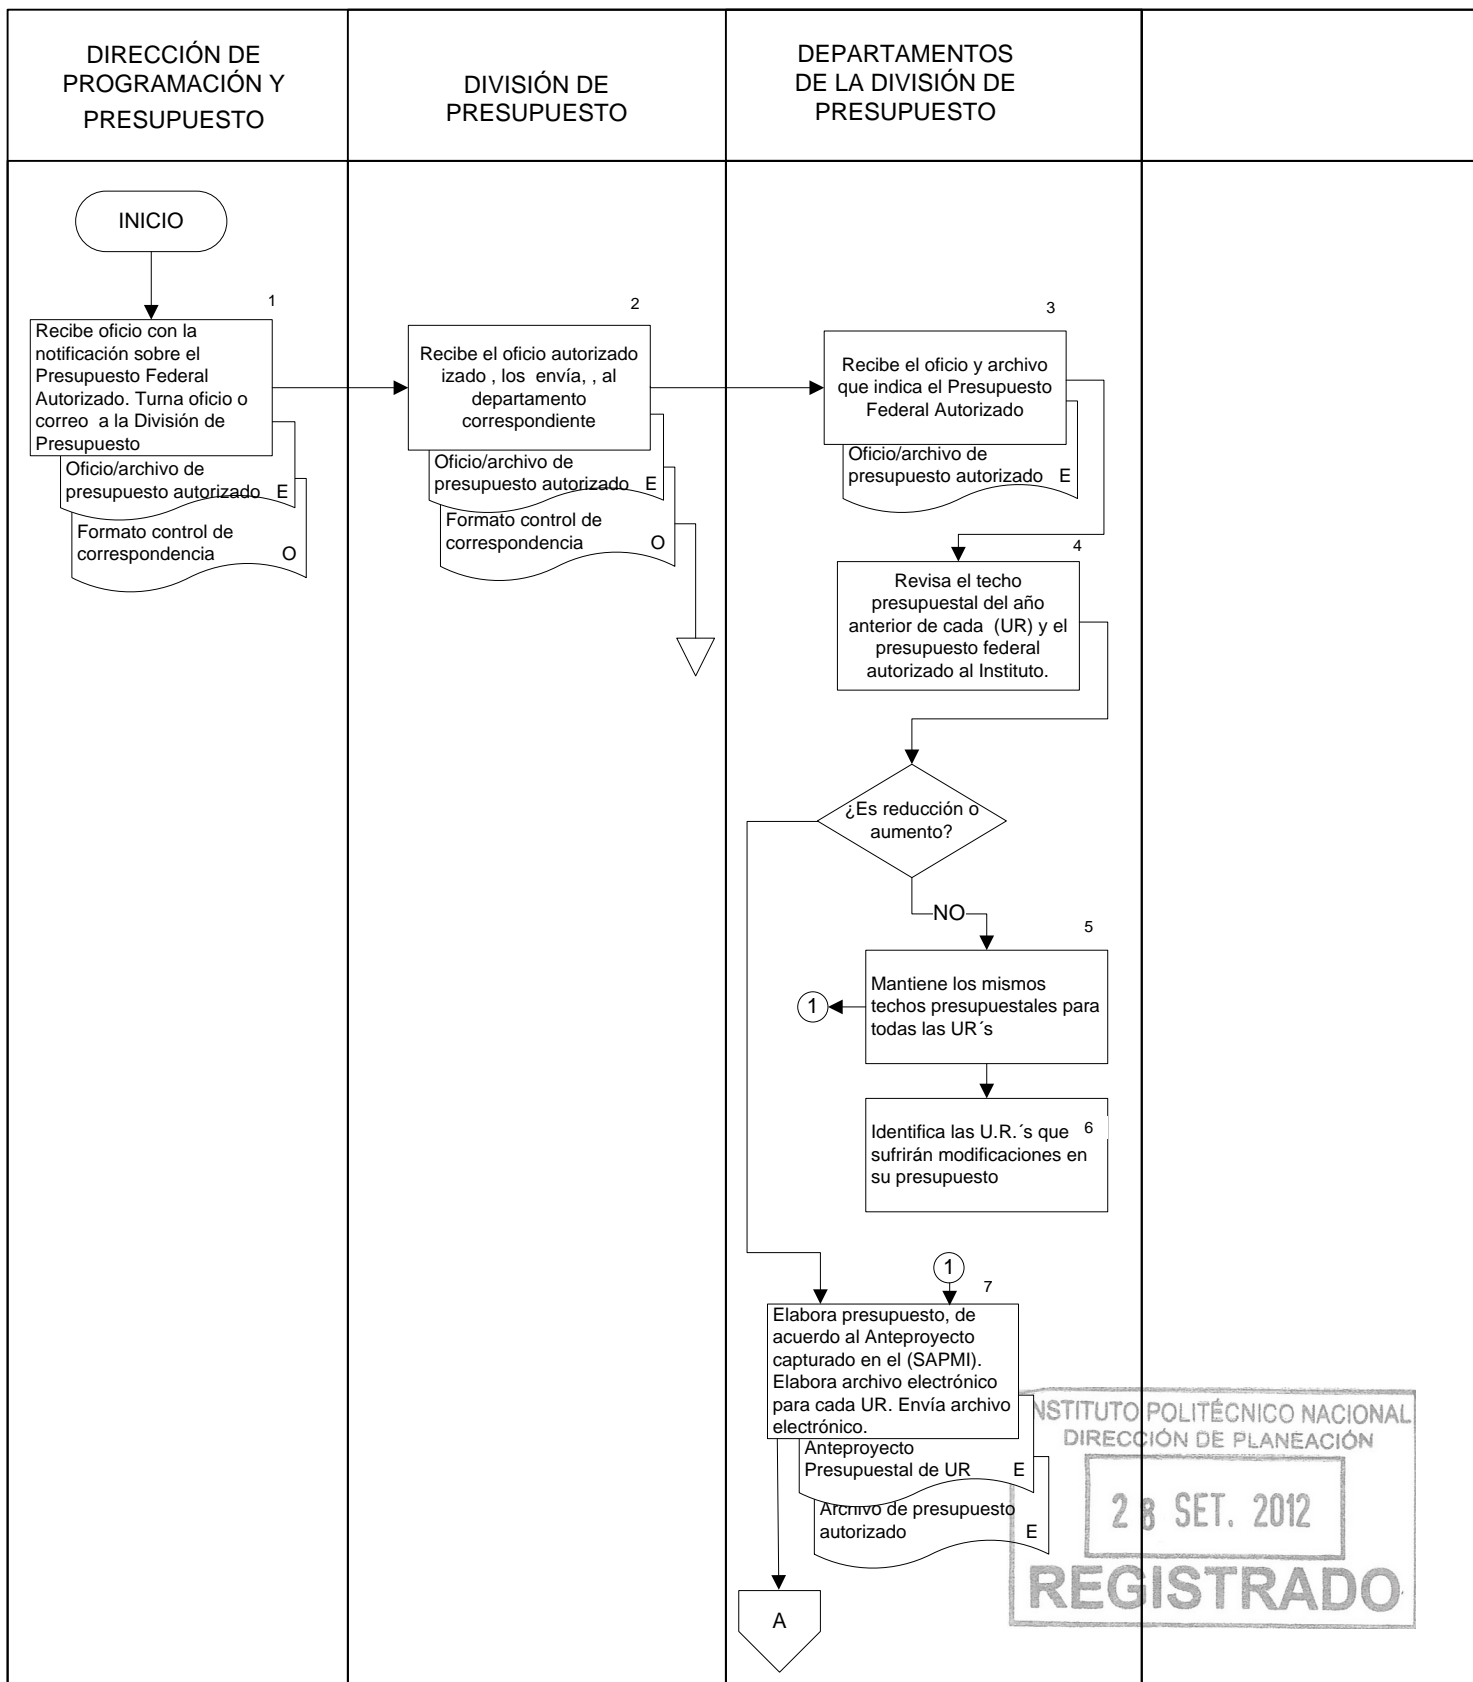 DIRECCIÓN DE
PROGRAMACIÓN Y
PRESUPUESTO
DIVISIÓN DE
PRESUPUESTO
DEPARTAMENTOS
DE LA DIVISIÓN DE
PRESUPUESTO
INICIO
1
Recibe oficio con la
notificación sobre el
Presupuesto Federal
Autorizado. Turna oficio o
correo a la División de
Presupuesto
Oficio/archivo de
presupuesto autorizado E
Formato control de
correspondencia O
2
Recibe el oficio autorizado
izado , los envía, , al
departamento
correspondiente
Oficio/archivo de
presupuesto autorizado E
Formato control de
correspondencia O
3
Recibe el oficio y archivo
que indica el Presupuesto
Federal Autorizado
Oficio/archivo de
presupuesto autorizado E
4
Revisa el techo
presupuestal del año
anterior de cada (UR) y el
presupuesto federal
autorizado al Instituto.
¿Es reducción o
aumento?
NO
5
Mantiene los mismos
techos presupuestales para
todas las UR´s
1
Identifica las U.R.´s que 6
sufrirán modificaciones en
su presupuesto
1
7
Elabora presupuesto, de
acuerdo al Anteproyecto
capturado en el (SAPMI).
Elabora archivo electrónico
para cada UR. Envía archivo
electrónico.
Anteproyecto
Presupuestal de UR E
Archivo de presupuesto
autorizado E
A
NSTITUTO POLITÉCNICO NACIONAL
DIRECCIÓN DE PLANEACIÓN
28 SET. 2012
REGISTRADO